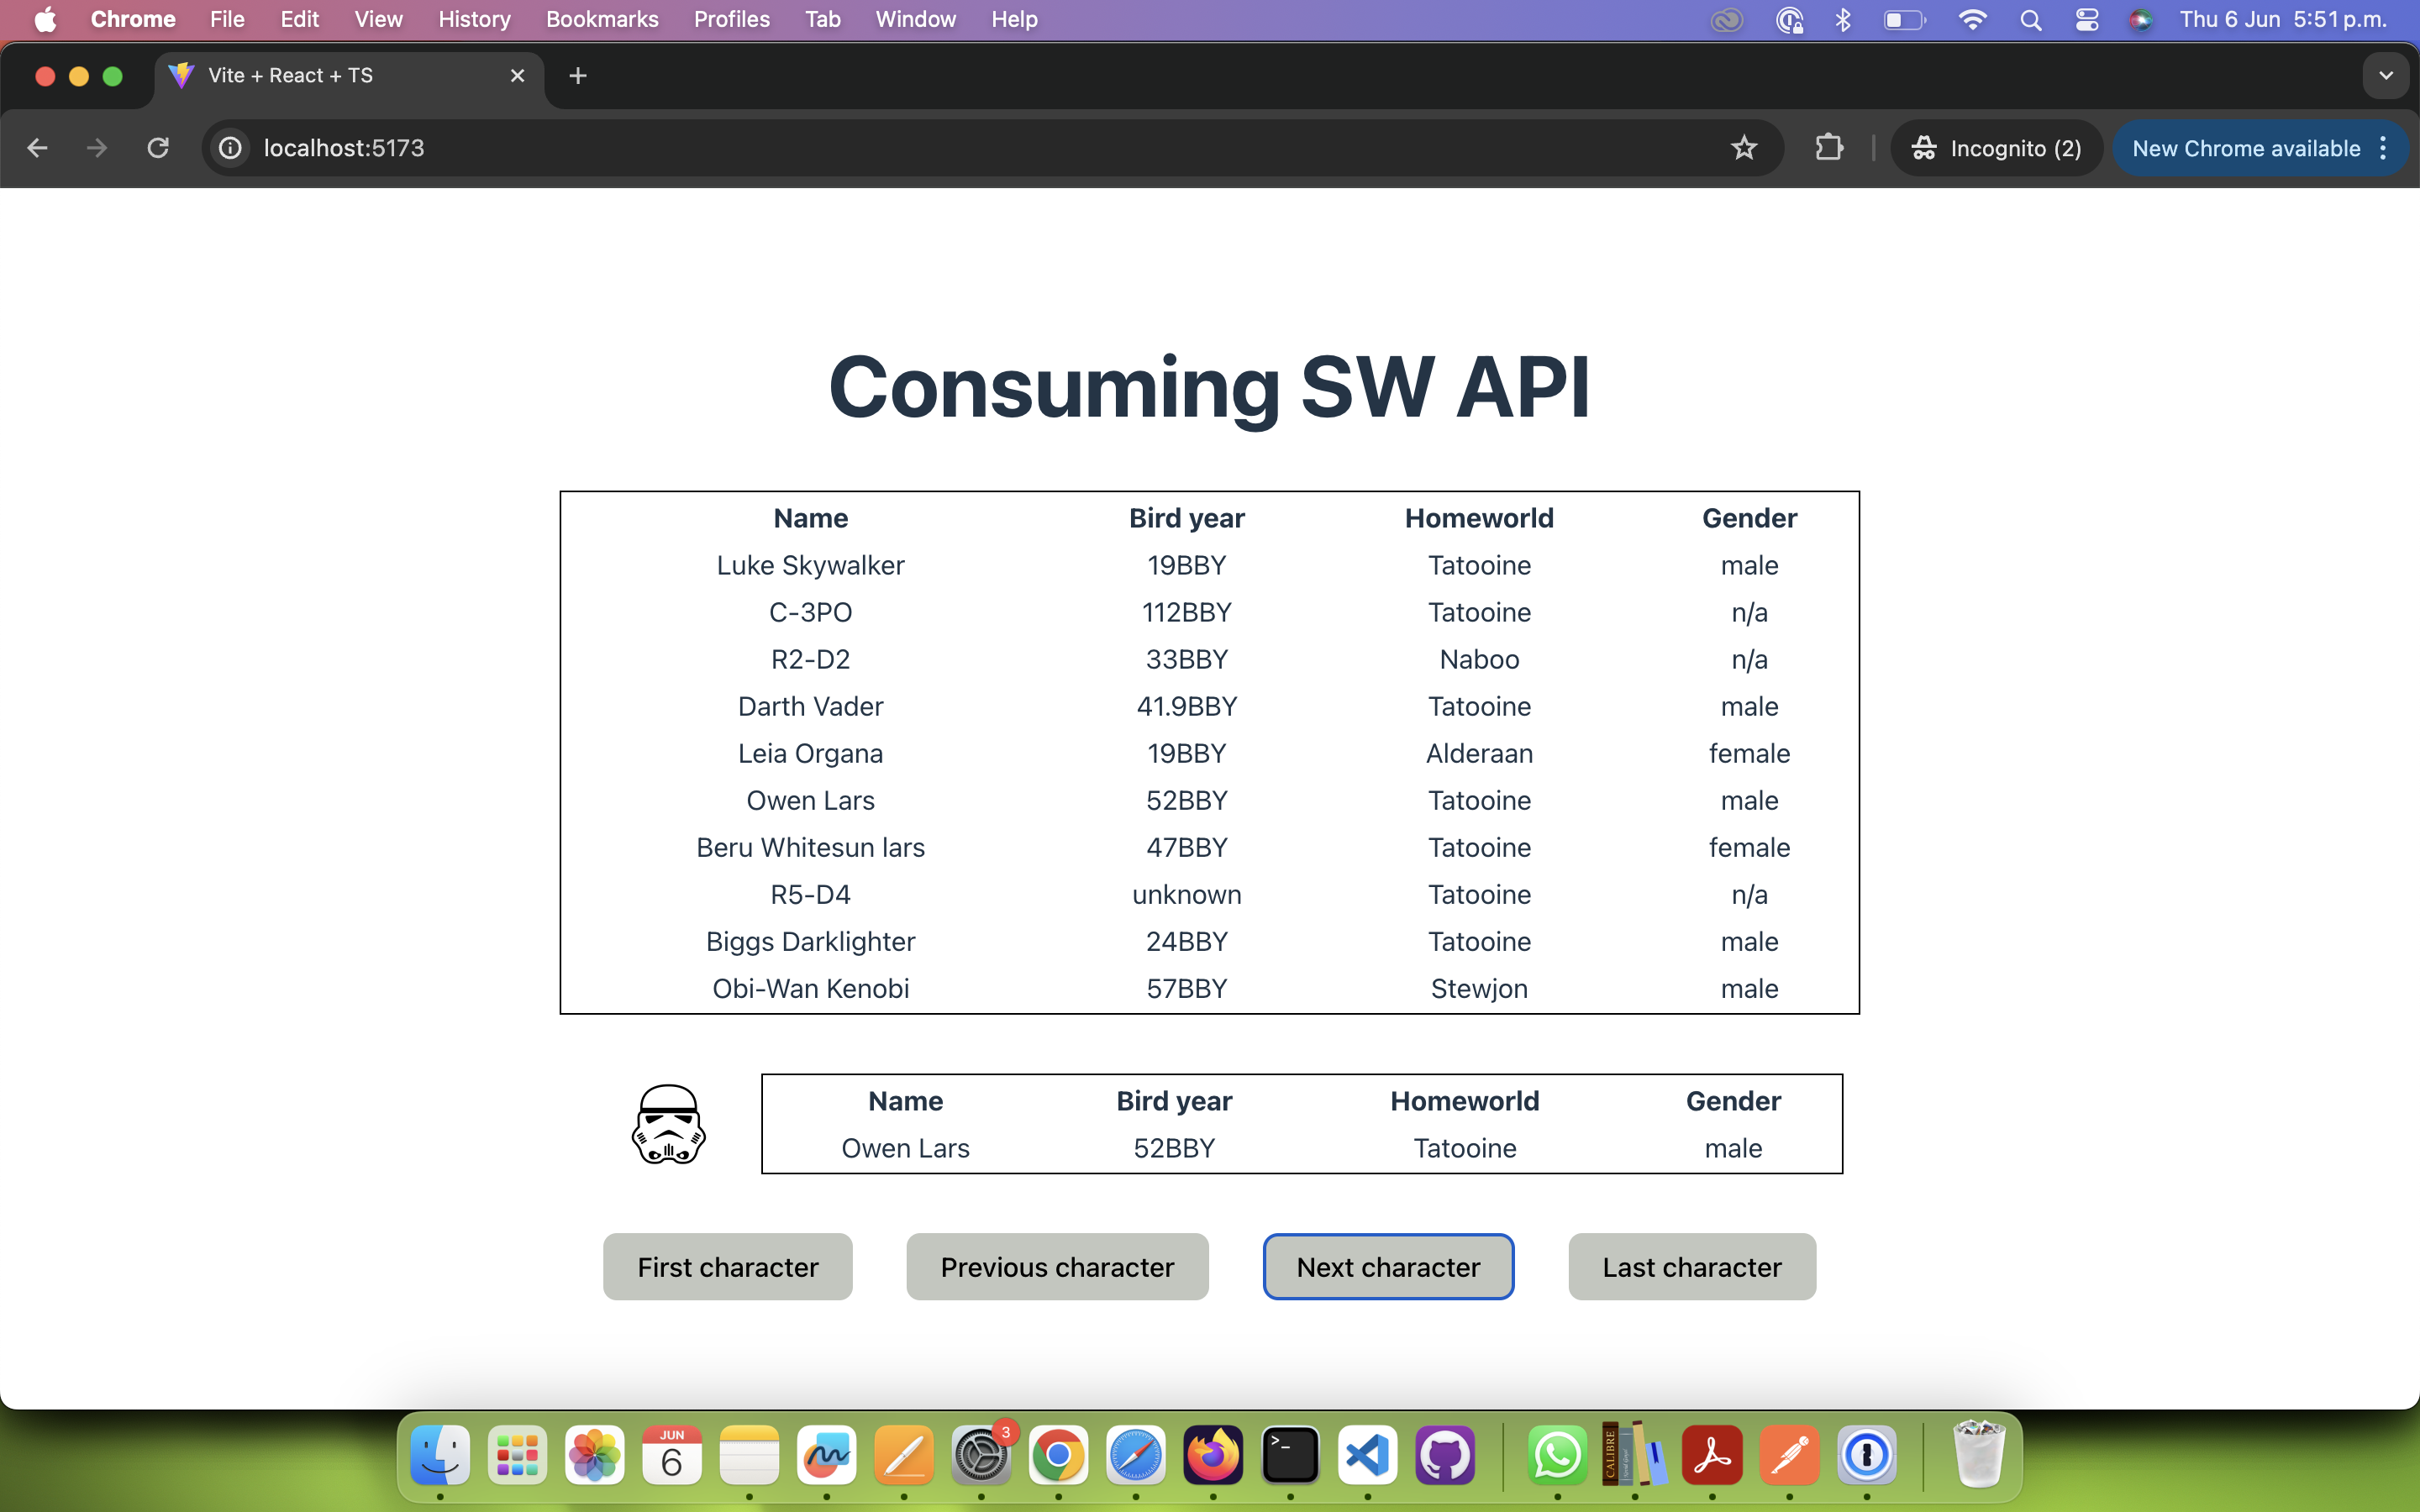 Chrome File Edit View History Bookmarks Profiles Tab Window Help Thu 6 Jun 5:51 p.m.
Vite + React + TS
localhost:5173 Incognito (2) New Chrome available
Consuming SW API
Name Bird year Homeworld Gender
Luke Skywalker 19BBY Tatooine male
C-3PO 112BBY Tatooine n/a
R2-D2 33BBY Naboo n/a
Darth Vader 41.9BBY Tatooine male
Leia Organa 19BBY Alderaan female
Owen Lars 52BBY Tatooine male
Beru Whitesun lars 47BBY Tatooine female
R5-D4 unknown Tatooine n/a
Biggs Darklighter 24BBY Tatooine male
Obi-Wan Kenobi 57BBY Stewjon male
Name Bird year Homeworld Gender
Owen Lars 52BBY Tatooine male
First character Previous character Next character Last character
JUN
6
3
>_
CALIBRE